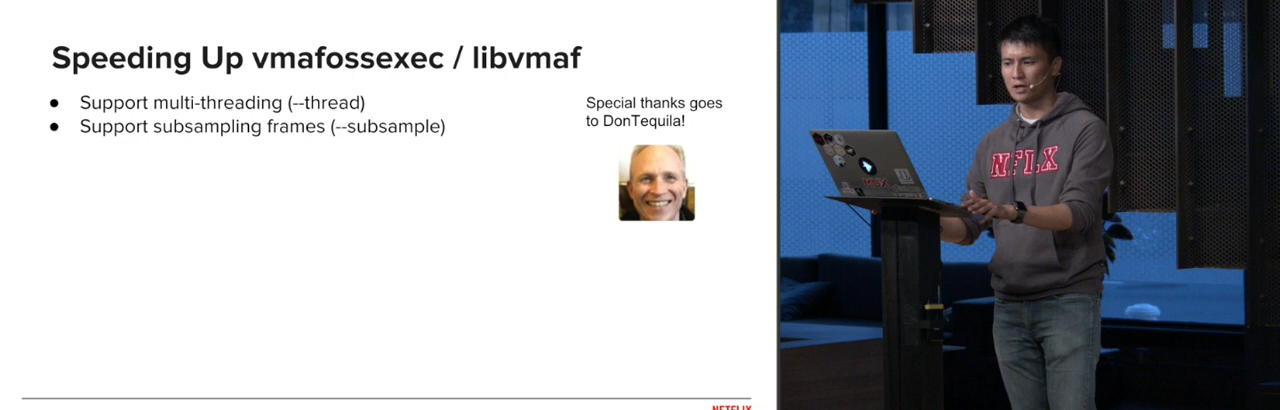 Speeding Up vmafossexec / libvmaf
● Support multi-threading (--thread)
● Support subsampling frames (--subsample)
Special thanks goes
to DonTequila!
NETFLIX
NFLX